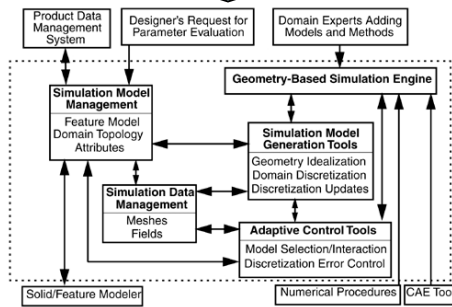 Product Data
Management
System
Designer's Request for
Parameter Evaluation
Domain Experts Adding
Models and Methods
Geometry-Based Simulation Engine
Simulation Model
Management
Feature Model
Domain Topology
Attributes
Simulation Model
Generation Tools
Geometry Idealization
Domain Discretization
Discretization Updates
Simulation Data
Management
Meshes
Fields
Adaptive Control Tools
Model Selection/Interaction
Discretization Error Control
Solid/Feature Modeler
Numerical Procedures
CAE Too